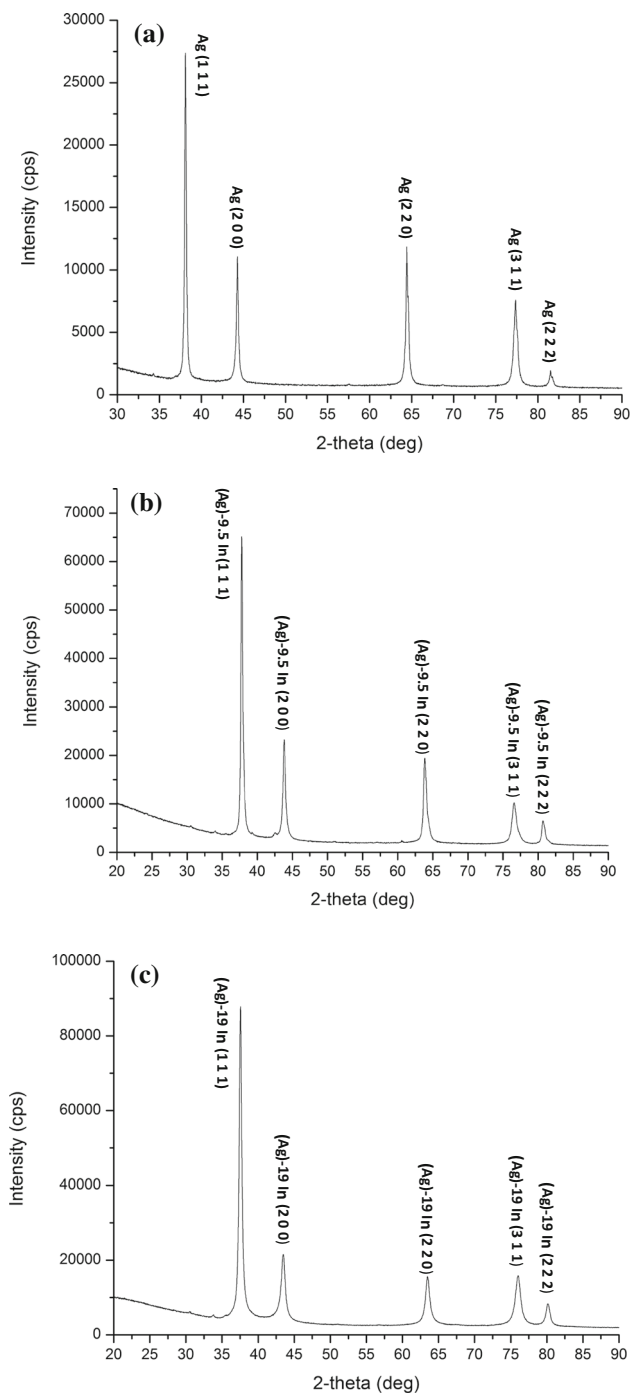 (a)
30000
25000
20000
15000
10000
5000
0
Intensity (cps)
Ag (1 1 1)
Ag (2 0 0)
Ag (2 2 0)
Ag (3 1 1)
Ag (2 2 2)
30 35 40 45 50 55 60 65 70 75 80 85 90
2-theta (deg)
(b)
70000
60000
50000
40000
30000
20000
10000
0
Intensity (cps)
(Ag)-9.5 In(1 1 1)
(Ag)-9.5 In (2 0 0)
(Ag)-9.5 In (2 2 0)
(Ag)-9.5 In (3 1 1)
(Ag)-9.5 In (2 2 2)
20 25 30 35 40 45 50 55 60 65 70 75 80 85 90
2-theta (deg)
(c)
100000
80000
60000
40000
20000
0
Intensity (cps)
(Ag)-19 In (1 1 1)
(Ag)-19 In (2 0 0)
(Ag)-19 In (2 2 0)
(Ag)-19 In (3 1 1)
(Ag)-19 In (2 2 2)
20 25 30 35 40 45 50 55 60 65 70 75 80 85 90
2-theta (deg)